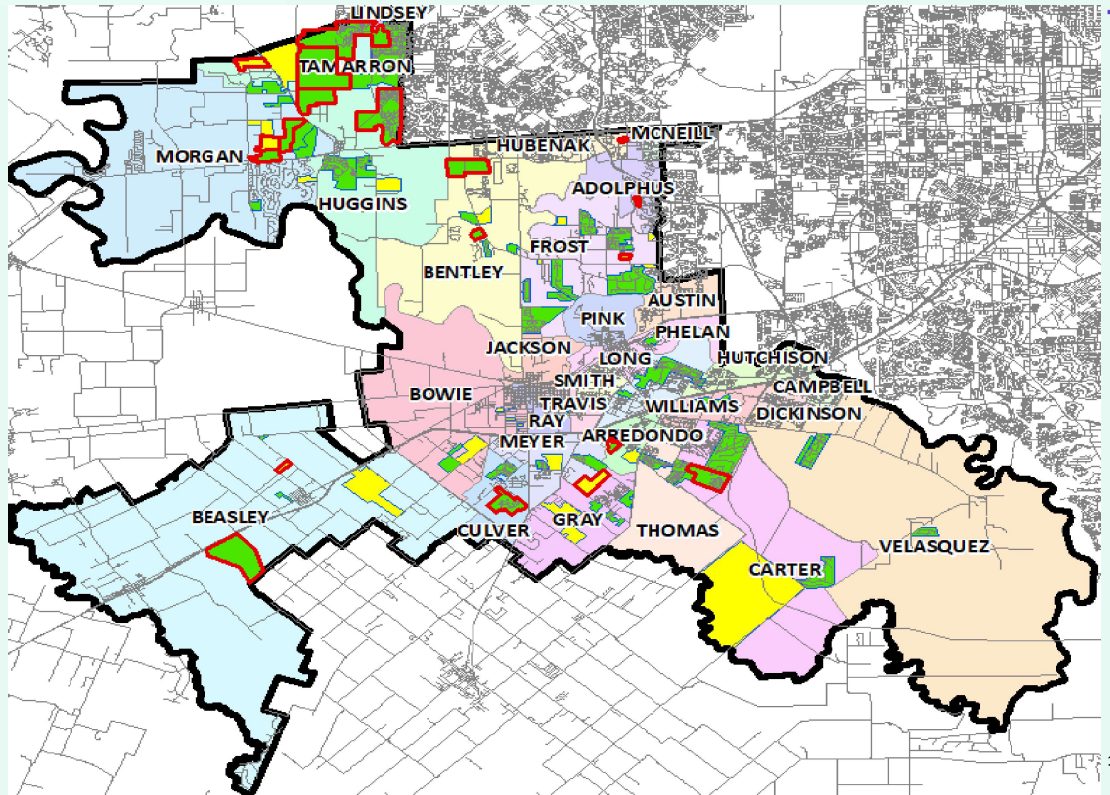 LINDSEY
TAMARRON
MORGAN
HUGGINS
HUBENAK
MCNEILL
ADOLPHUS
FROST
BENTLEY
AUSTIN
PINK
PHELAN
JACKSON
LONG
HUTCHISON
SMITH
CAMPBELL
BOWIE
TRAVIS
WILLIAMS
DICKINSON
RAY
MEYER
ARREDONDO
BEASLEY
CULVER
GRAY
THOMAS
VELASQUEZ
CARTER